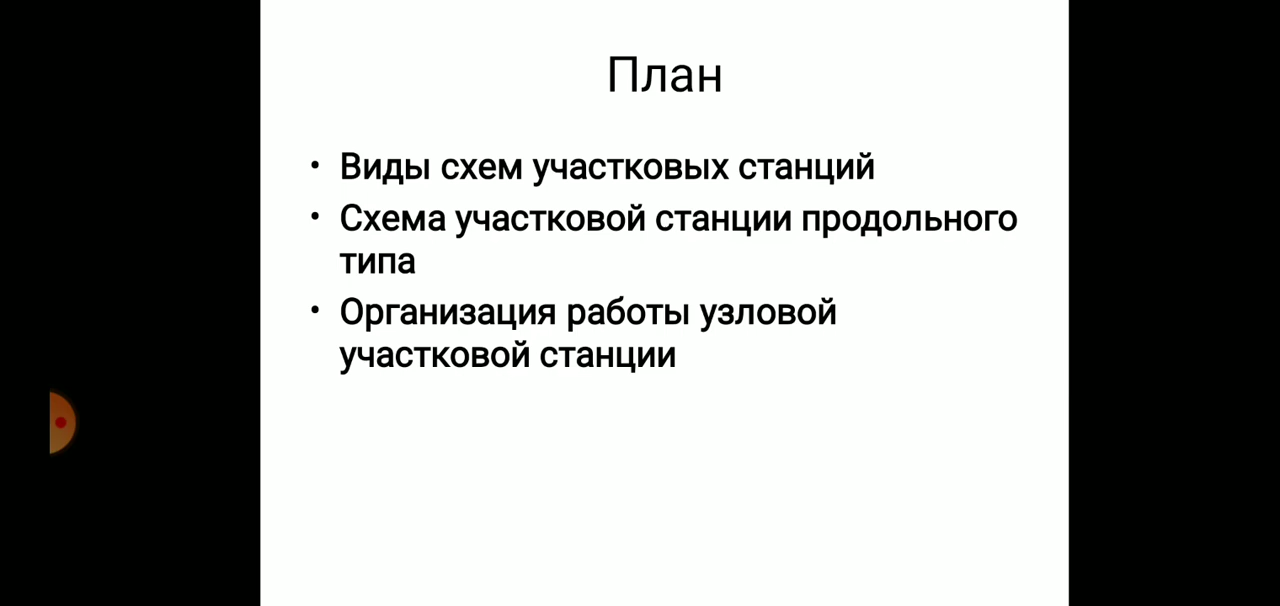 План
• Виды схем участковых станций
• Схема участковой станции продольного
типа
• Организация работы узловой
участковой станции